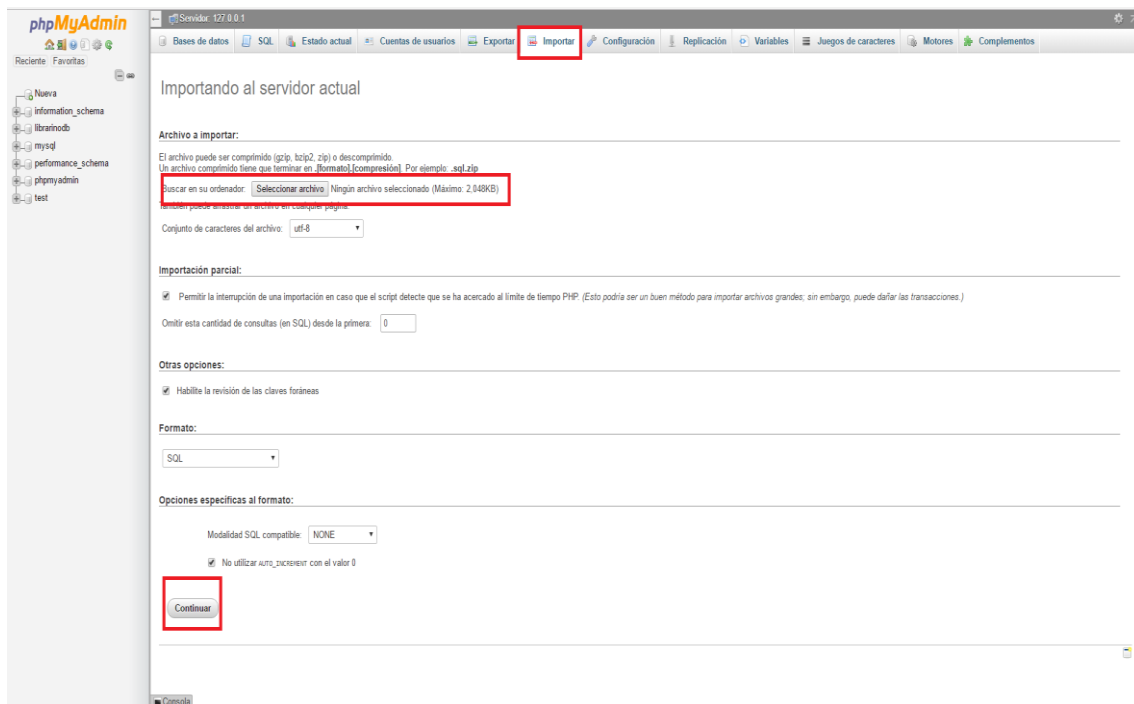 phpMyAdmin
Reciente Favoritas
Nueva
information_schema
librarinodb
mysql
performance_schema
phpmyadmin
test
Servidor: 127.0.0.1
Bases de datos SQL Estado actual Cuentas de usuarios Exportar Importar Configuración Replicación Variables Juegos de caracteres Motores Complementos
Importando al servidor actual
Archivo a importar:
El archivo puede ser comprimido (gzip, bzip2, zip) o descomprimido.
Un archivo comprimido tiene que terminar en .[formato].[compresión]. Por ejemplo: .sql.zip
Buscar en su ordenador: Seleccionar archivo Ningún archivo seleccionado (Máximo: 2,048KB)
También puede arrastrar un archivo en cualquier página.
Conjunto de caracteres del archivo: utf-8
Importación parcial:
Permitir la interrupción de una importación en caso que el script detecte que se ha acercado al límite de tiempo PHP. (Esto podría ser un buen método para importar archivos grandes; sin embargo, puede dañar las transacciones.)
Omitir esta cantidad de consultas (en SQL) desde la primera: 0
Otras opciones:
Habilite la revisión de las claves foráneas
Formato:
SQL
Opciones específicas al formato:
Modalidad SQL compatible: NONE
No utilizar AUTO_INCREMENT con el valor 0
Continuar
Consola